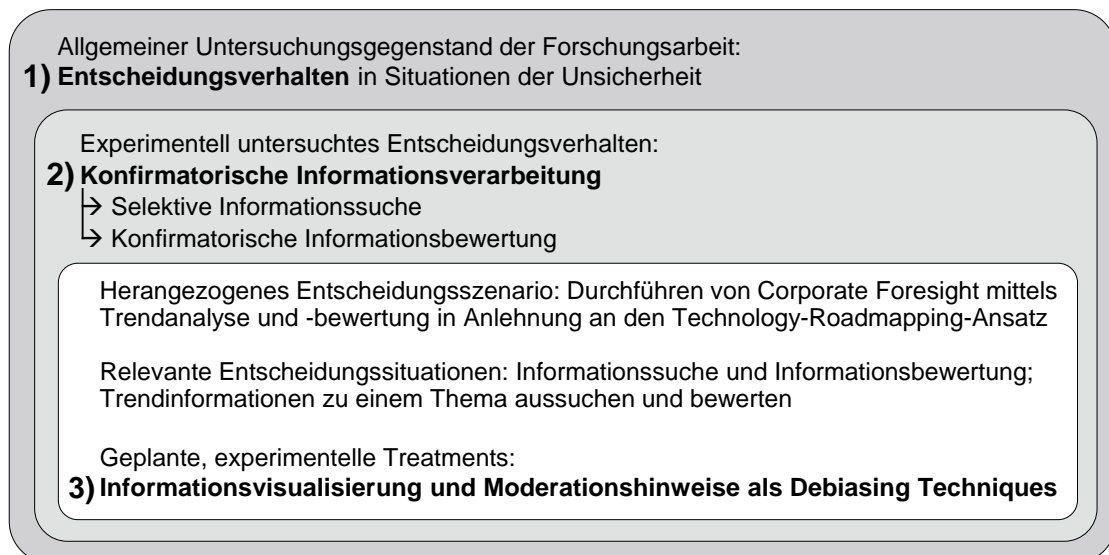 Allgemeiner Untersuchungsgegenstand der Forschungsarbeit:
1) Entscheidungsverhalten in Situationen der Unsicherheit
Experimentell untersuchtes Entscheidungsverhalten:
2) Konfirmatorische Informationsverarbeitung
→ Selektive Informationssuche
→ Konfirmatorische Informationsbewertung
Herangezogenes Entscheidungsszenario: Durchführen von Corporate Foresight mittels
Trendanalyse und -bewertung in Anlehnung an den Technology-Roadmapping-Ansatz
Relevante Entscheidungssituationen: Informationssuche und Informationsbewertung;
Trendinformationen zu einem Thema aussuchen und bewerten
Geplante, experimentelle Treatments:
3) Informationsvisualisierung und Moderationshinweise als Debiasing Techniques